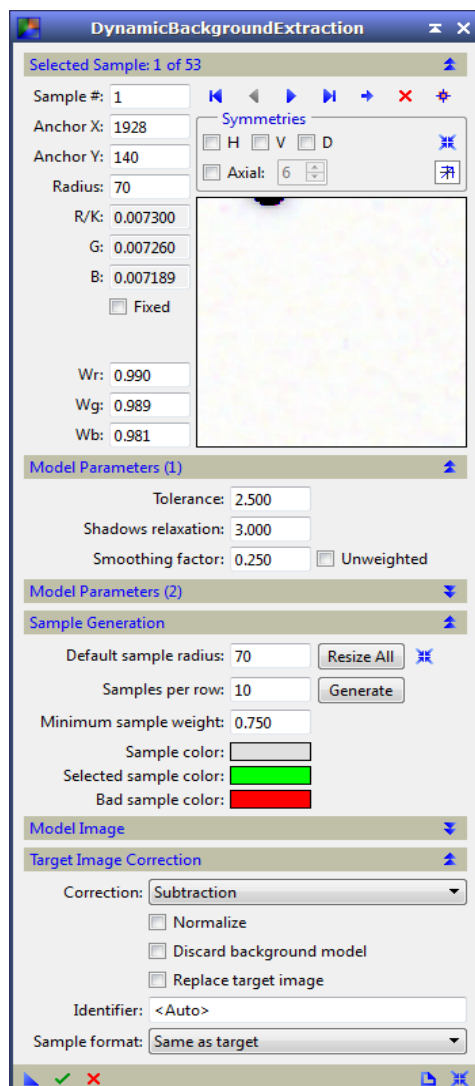 DynamicBackgroundExtraction
Selected Sample: 1 of 53
Sample #: 1
Anchor X: 1928
Symmetries
H V D
Anchor Y: 140
Axial: 6
Radius: 70
R/K: 0.007300
G: 0.007260
B: 0.007189
Fixed
Wr: 0.990
Wg: 0.989
Wb: 0.981
Model Parameters (1)
Tolerance: 2.500
Shadows relaxation: 3.000
Smoothing factor: 0.250 Unweighted
Model Parameters (2)
Sample Generation
Default sample radius: 70 Resize All
Samples per row: 10 Generate
Minimum sample weight: 0.750
Sample color:
Selected sample color:
Bad sample color:
Model Image
Target Image Correction
Correction: Subtraction
Normalize
Discard background model
Replace target image
Identifier: <Auto>
Sample format: Same as target